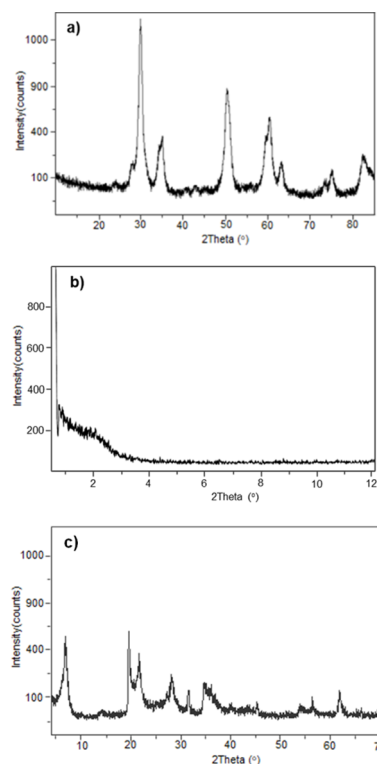 a)
1000
900
400
100
Intensity(counts)
20 30 40 50 60 70 80
2Theta (°)
b)
800
600
400
200
Intensity(counts)
2 4 6 8 10 12
2Theta (°)
c)
1000
900
400
100
Intensity(counts)
10 20 30 40 50 60 70
2Theta (°)